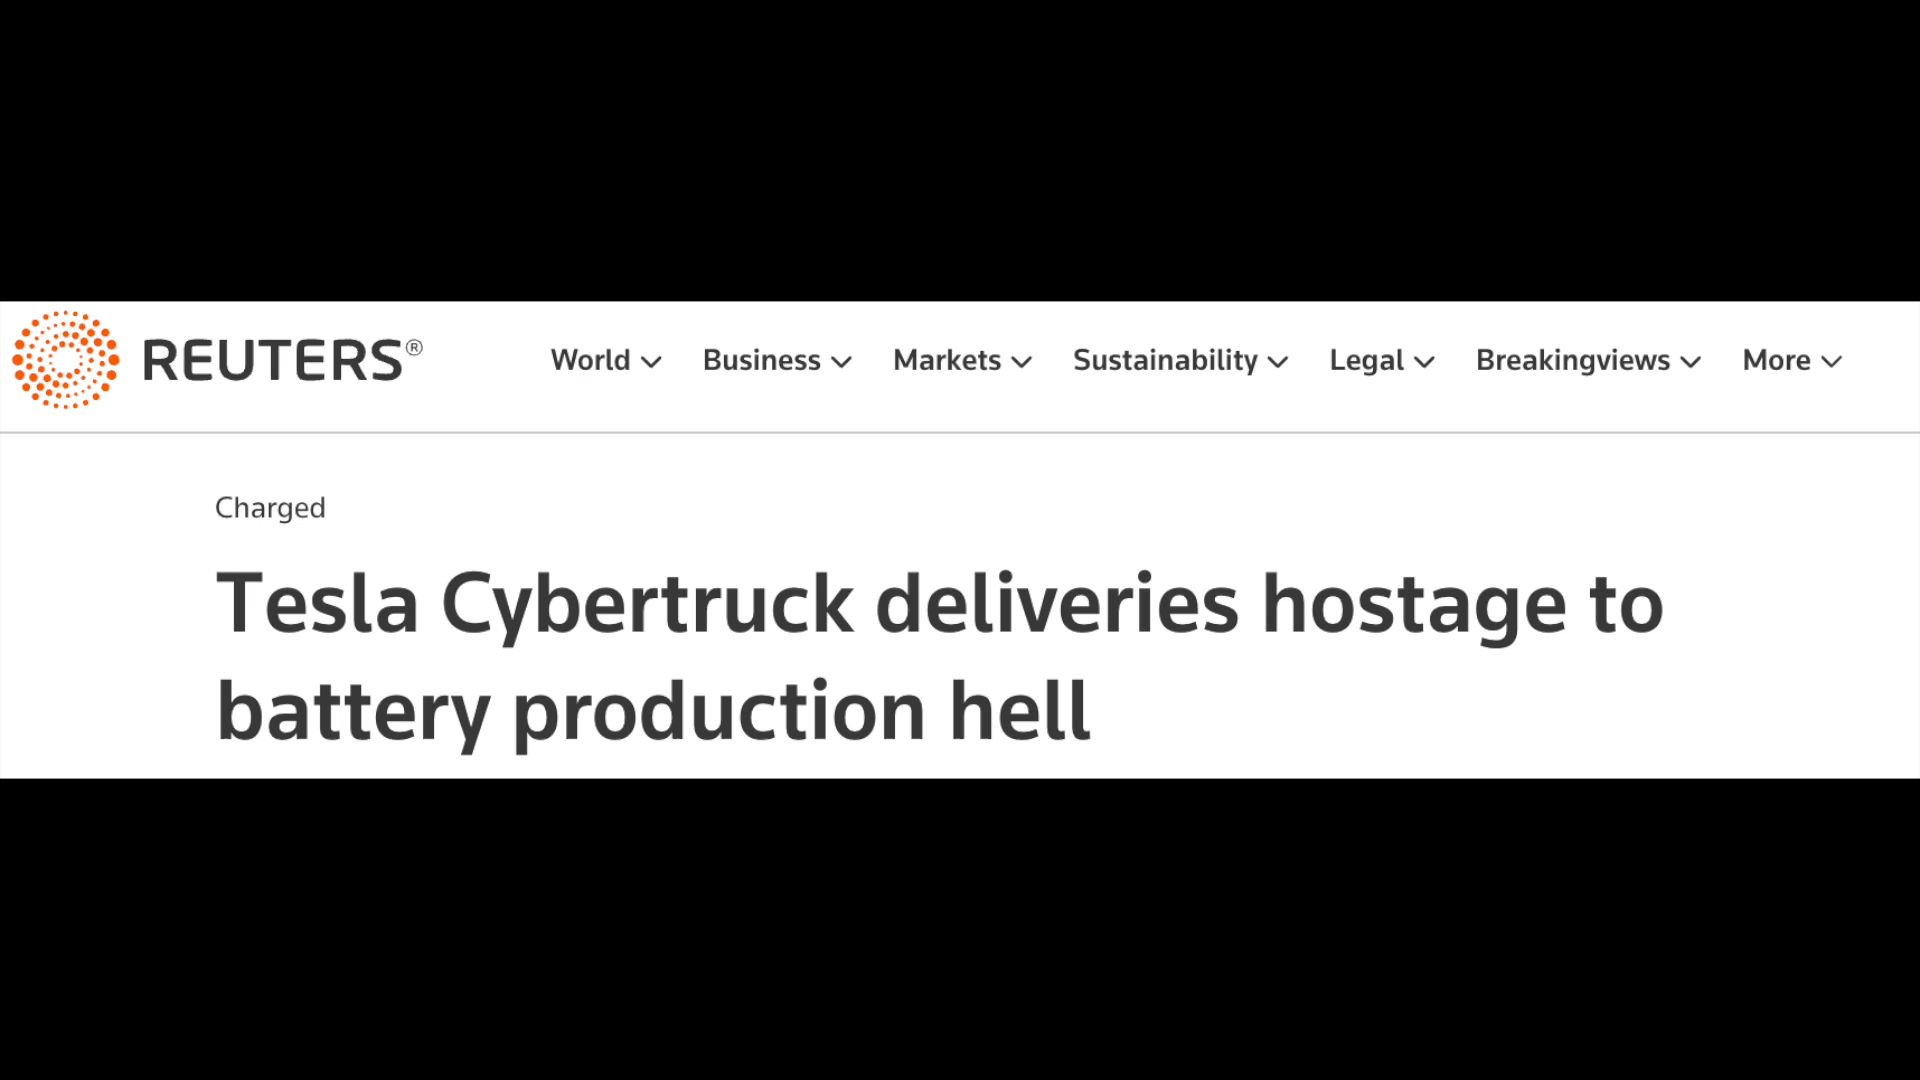 REUTERS®
World Business Markets Sustainability Legal Breakingviews More
Charged
Tesla Cybertruck deliveries hostage to
battery production hell